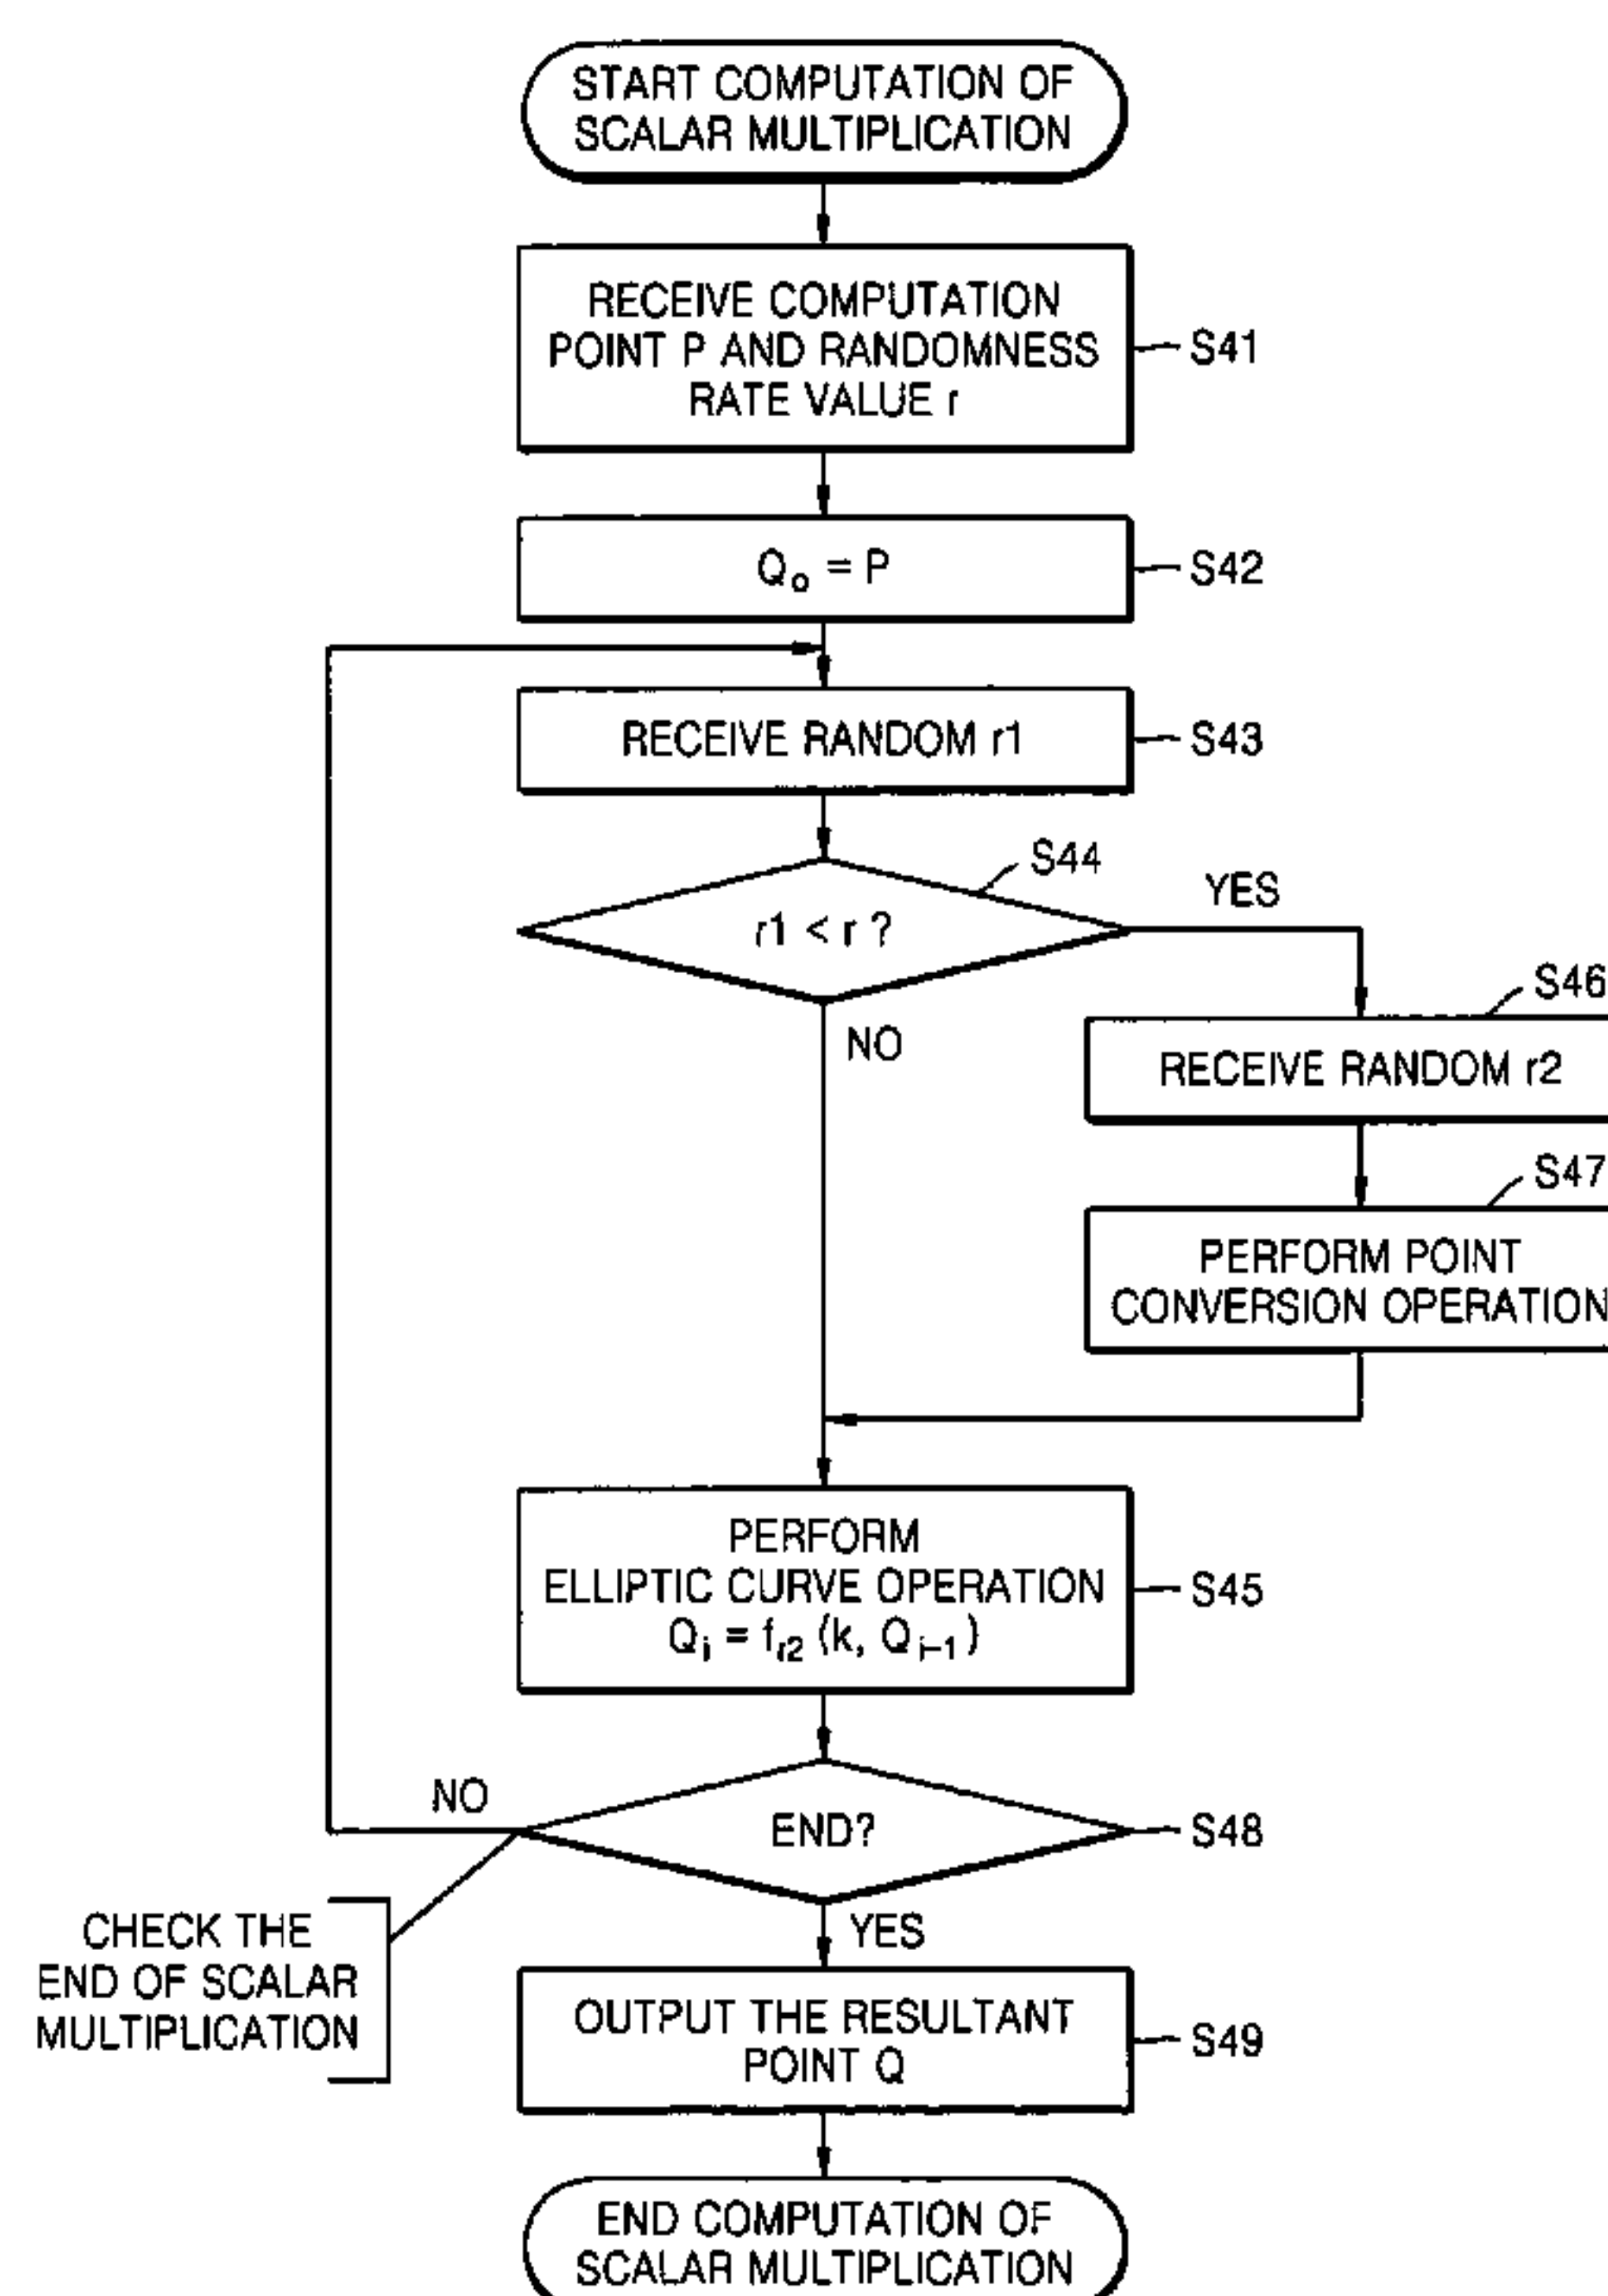 START COMPUTATION OF
SCALAR MULTIPLICATION
RECEIVE COMPUTATION
POINT P AND RANDOMNESS
RATE VALUE r
S41
Q₀ = P
S42
RECEIVE RANDOM r1
S43
S44
r1 < r ?
YES
NO
S46
RECEIVE RANDOM r2
S47
PERFORM POINT
CONVERSION OPERATION
PERFORM
ELLIPTIC CURVE OPERATION
Qᵢ = fᵣ₂ (k, Qᵢ₋₁)
S45
NO
END?
S48
CHECK THE
END OF SCALAR
MULTIPLICATION
YES
OUTPUT THE RESULTANT
POINT Q
S49
END COMPUTATION OF
SCALAR MULTIPLICATION